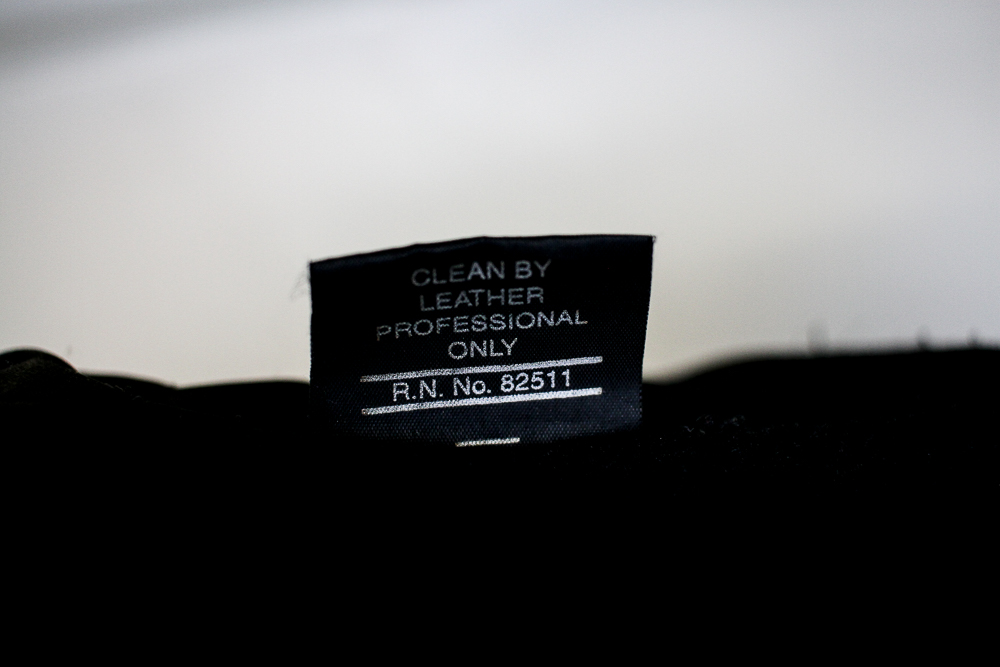 CLEAN BY
LEATHER
PROFESSIONAL
ONLY
R.N. No. 82511